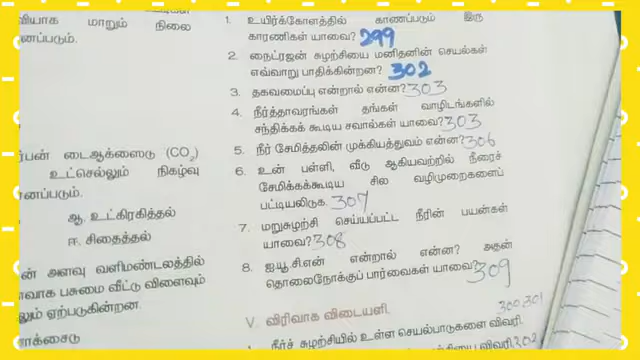 வியாக மாறும் நிலை
னப்படும்.
ர்பன் டைஆக்ஸைடு (CO₂)
உட்செல்லும் நிகழ்வு
னப்படும்.
ஆ. உட்கிரகித்தல்
ஈ. சிதைத்தல்
ன் அளவு வளிமண்டலத்தில்
ாவாக பசுமை வீட்டு விளைவும்
லும் ஏற்படுகின்றன.
ாக்சைடு
1. உயிர்க்கோளத்தில் காணப்படும் இரு
காரணிகள் யாவை? 299
2. நைட்ரஜன் சுழற்சியை மனிதனின் செயல்கள்
எவ்வாறு பாதிக்கின்றன? 302
3. தகவமைப்பு என்றால் என்ன? 303
4. நீர்த்தாவரங்கள் தங்கள் வாழிடங்களில்
சந்திக்கக் கூடிய சவால்கள் யாவை? 303
5. நீர் சேமித்தலின் முக்கியத்துவம் என்ன? 306
6. உன் பள்ளி, வீடு ஆகியவற்றில் நீரைச்
சேமிக்கக்கூடிய சில வழிமுறைகளைப்
பட்டியலிடுக. 307
7. மறுசுழற்சி செய்யப்பட்ட நீரின் பயன்கள்
யாவை? 308
8. ஐ.யூ.சி.என் என்றால் என்ன? அதன்
தொலைநோக்குப் பார்வைகள் யாவை? 309
V. விரிவாக விடையளி.
300,301
நீர்ச் சுழற்சியில் உள்ள செயல்பாடுகளை விவரி.
விவரி. 302